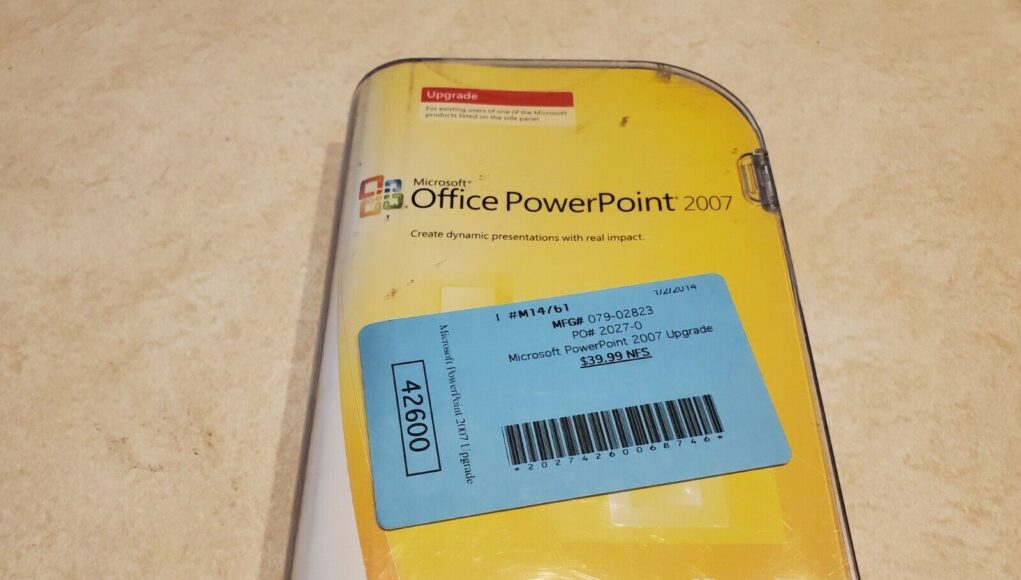 Upgrade
For existing users of one of the Microsoft
products listed on the side panel.
Microsoft®
Office PowerPoint® 2007
Create dynamic presentations with real impact.
1/2/2014
| #M14761
MFG# 079-02823
PO# 2027-0
Microsoft PowerPoint 2007 Upgrade
$39.99 NFS
42600
Microsoft PowerPoint 2007 Upgrade
*20274260068746*